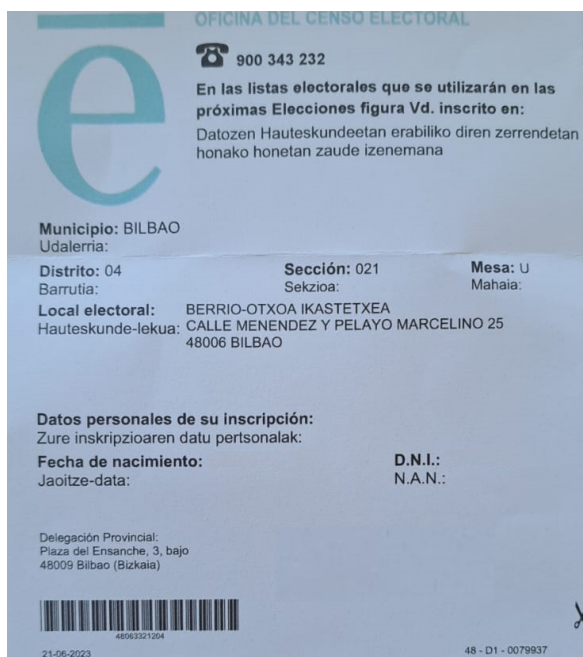 OFICINA DEL CENSO ELECTORAL
900 343 232
En las listas electorales que se utilizarán en las
próximas Elecciones figura Vd. inscrito en:
Datozen Hauteskundeetan erabiliko diren zerrendetan
honako honetan zaude izenemana
Municipio: BILBAO
Udalerria:
Distrito: 04 Sección: 021 Mesa: U
Barrutia: Sekzioa: Mahaia:
Local electoral: BERRIO-OTXOA IKASTETXEA
Hauteskunde-lekua: CALLE MENENDEZ Y PELAYO MARCELINO 25
48006 BILBAO
Datos personales de su inscripción:
Zure inskripzioaren datu pertsonalak:
Fecha de nacimiento: D.N.I.:
Jaoitze-data: N.A.N.:
Delegación Provincial:
Plaza del Ensanche, 3, bajo
48009 Bilbao (Bizkaia)
48063321204
21-06-2023 48 - D1 - 0079937